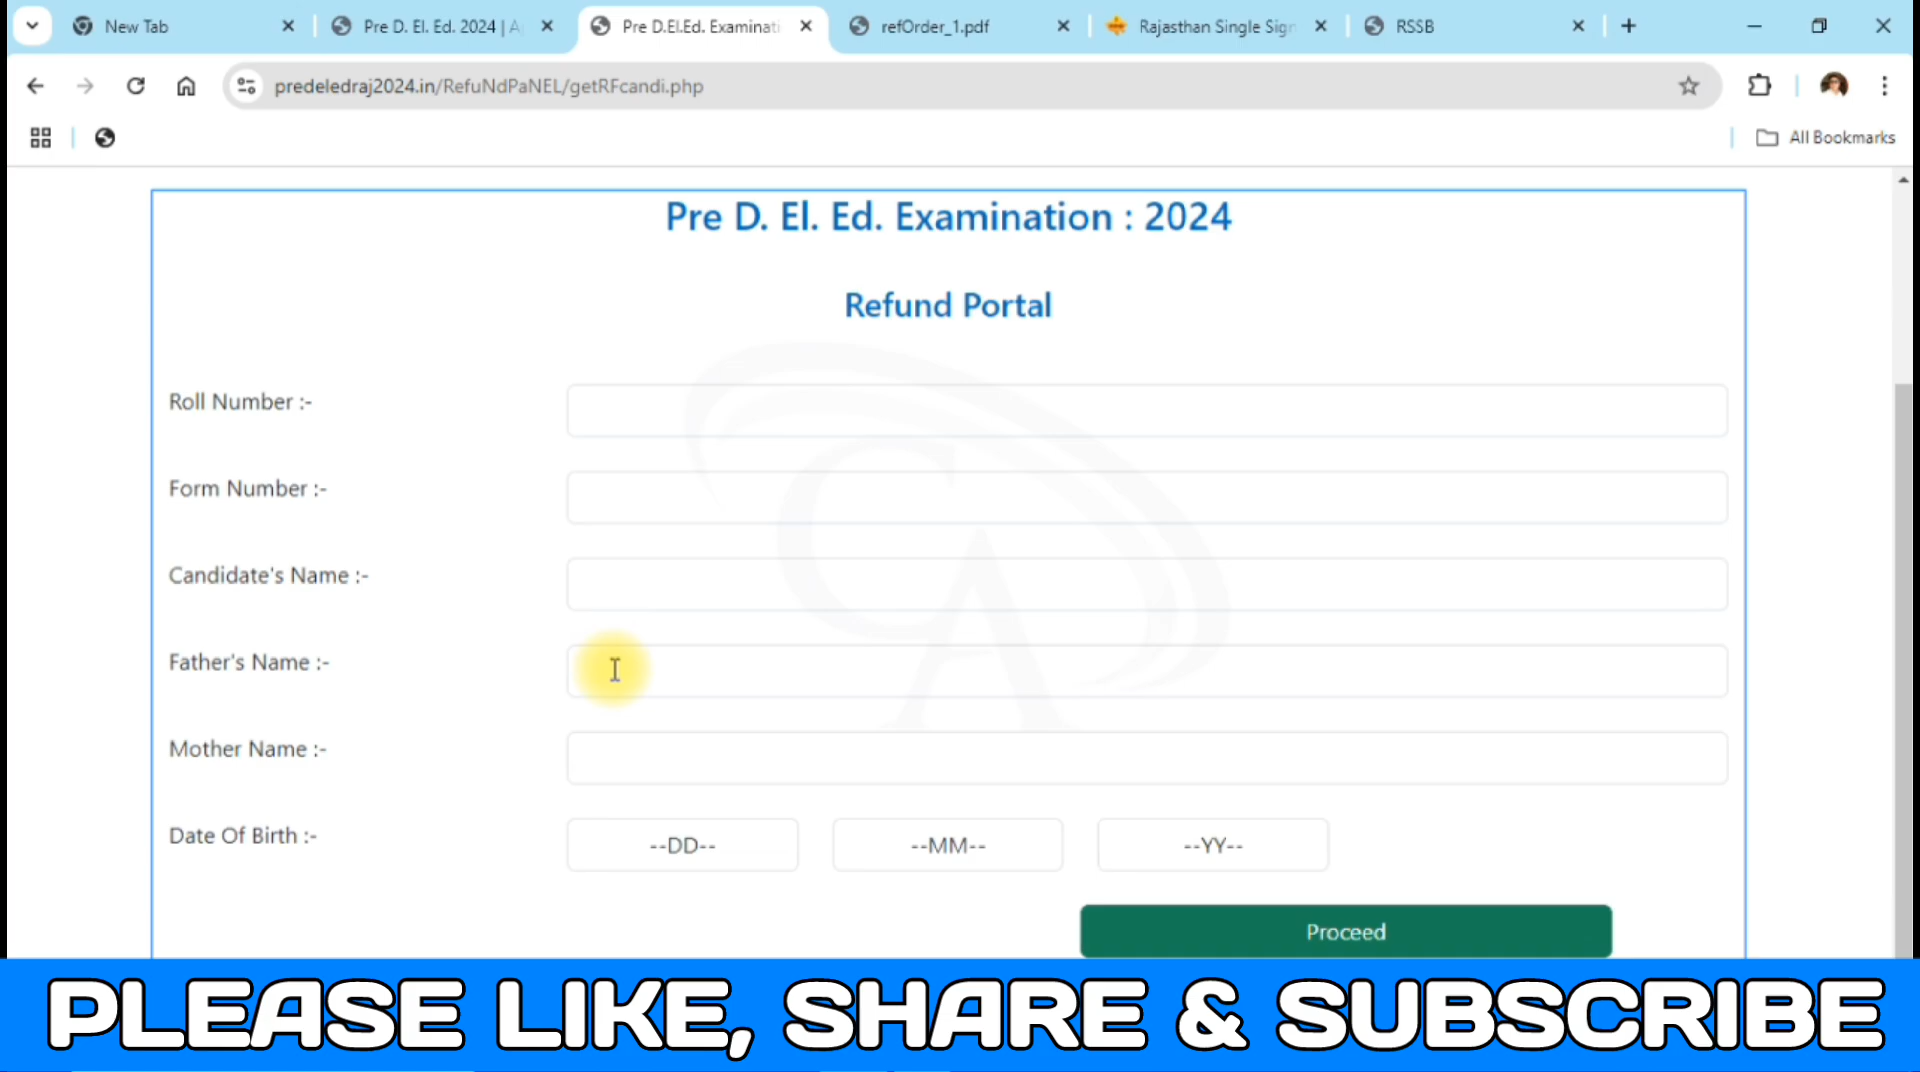 New Tab
Pre D. El. Ed. 2024 | A
Pre D.El.Ed. Examinati
refOrder_1.pdf
Rajasthan Single Sign
RSSB
predeledraj2024.in/RefuNdPaNEL/getRFcandi.php
All Bookmarks
Pre D. El. Ed. Examination : 2024
Refund Portal
Roll Number :-
Form Number :-
Candidate's Name :-
Father's Name :-
Mother Name :-
Date Of Birth :- --DD-- --MM-- --YY--
Proceed
PLEASE LIKE, SHARE & SUBSCRIBE